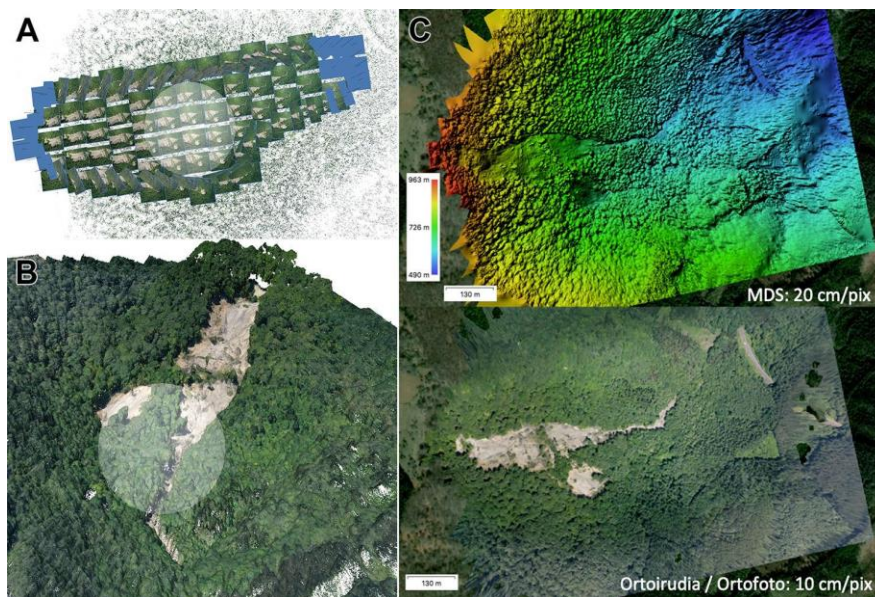 A
B
C
963 m
726 m
490 m
130 m
MDS: 20 cm/pix
130 m
Ortoirudia / Ortofoto: 10 cm/pix